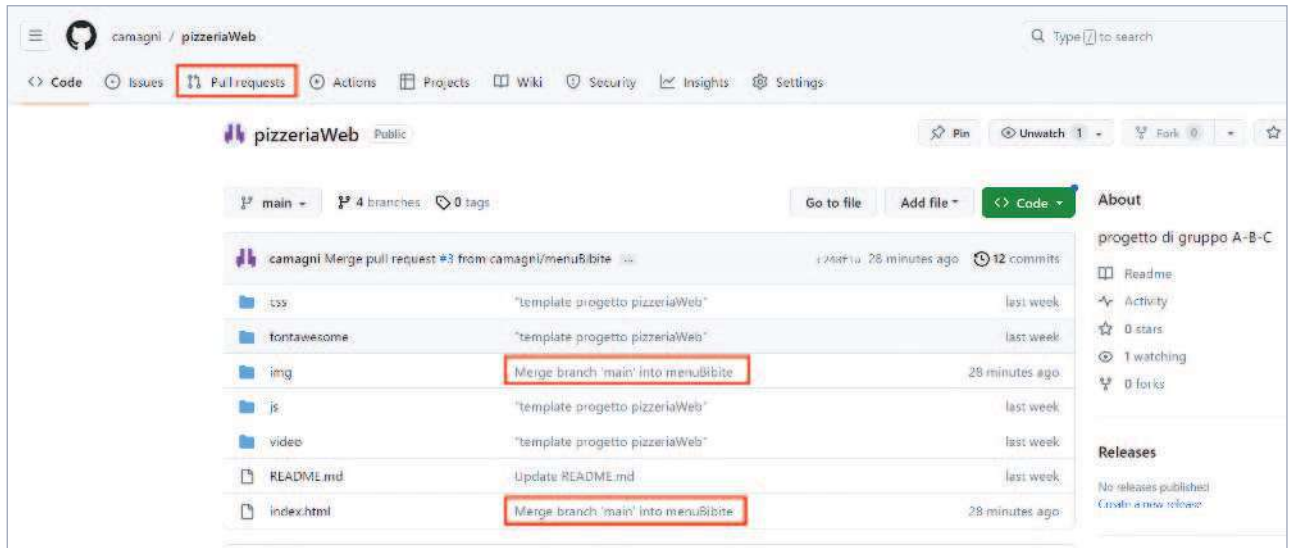 camagni / pizzeriaWeb
Type / to search
<> Code Issues Pull requests Actions Projects Wiki Security Insights Settings
pizzeriaWeb Public
Pin Unwatch 1 Fork 0
main 4 branches 0 tags Go to file Add file <> Code
About
progetto di gruppo A-B-C
camagni Merge pull request #3 from camagni/menuBibite ... 28 minutes ago 12 commits
Readme
css "template progetto pizzeriaWeb" last week
Activity
fontawesome "template progetto pizzeriaWeb" last week
0 stars
img Merge branch 'main' into menuBibite 28 minutes ago
1 watching
0 forks
js "template progetto pizzeriaWeb" last week
video "template progetto pizzeriaWeb" last week
Releases
README.md Update README.md last week
No releases published
Create a new release
index.html Merge branch 'main' into menuBibite 28 minutes ago